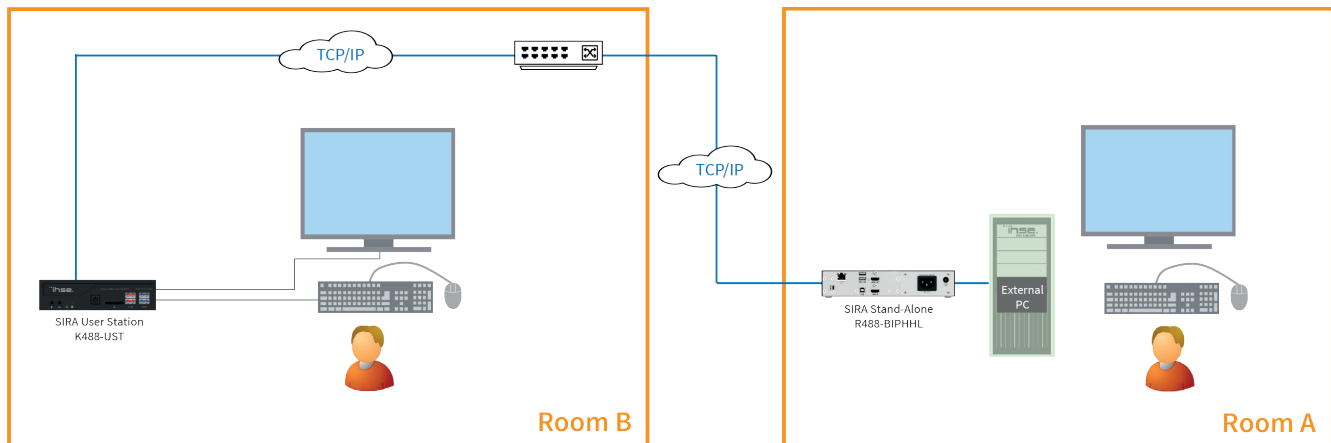 TCP/IP
TCP/IP
ihse.
SIRA User Station
K488-UST
Room B
ihse.
External
PC
SIRA Stand-Alone
R488-BIPHHL
Room A